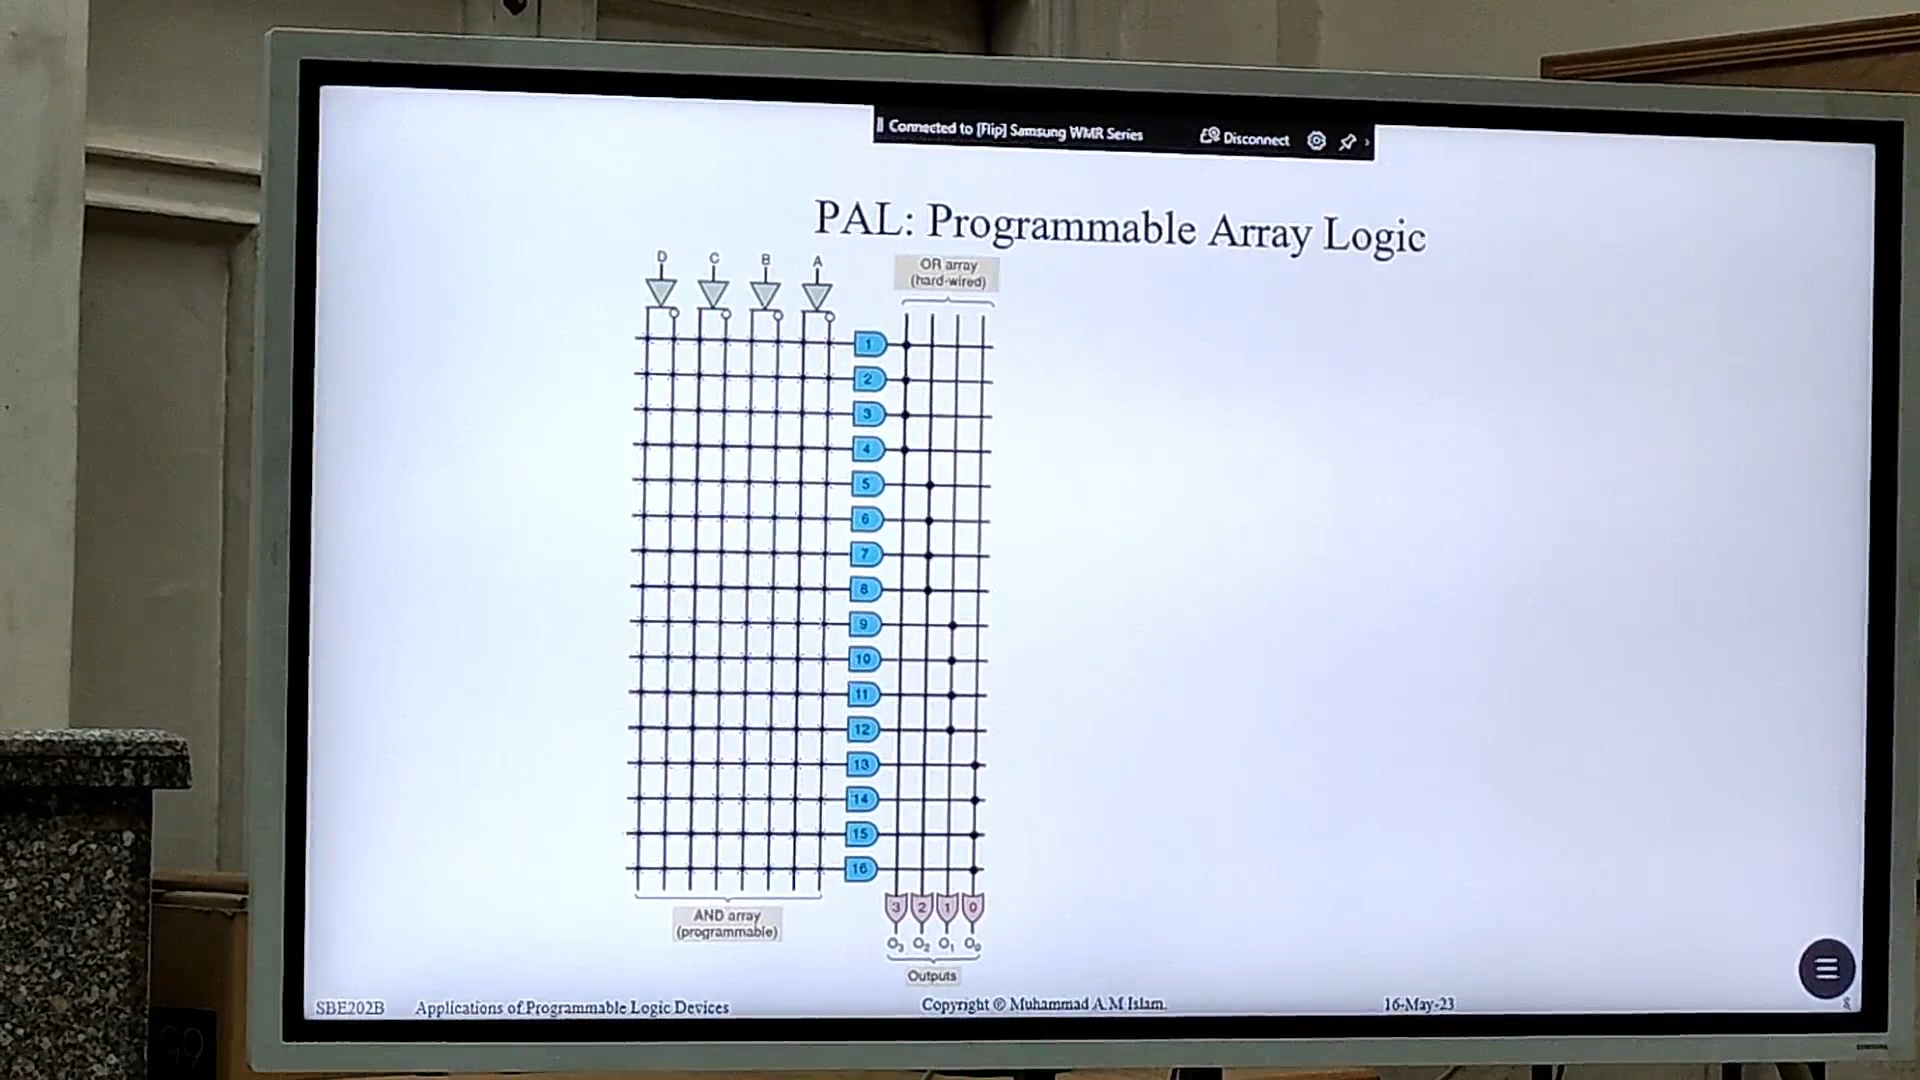 Connected to [Flip] Samsung WMR Series Disconnect
PAL: Programmable Array Logic
D C B A
OR array
(hard-wired)
1
2
3
4
5
6
7
8
9
10
11
12
13
14
15
16
3 2 1 0
AND array
(programmable)
O₃ O₂ O₁ O₀
Outputs
SBE202B Applications of Programmable Logic Devices Copyright © Muhammad A.M Islam. 16-May-23 8
SAMSUNG